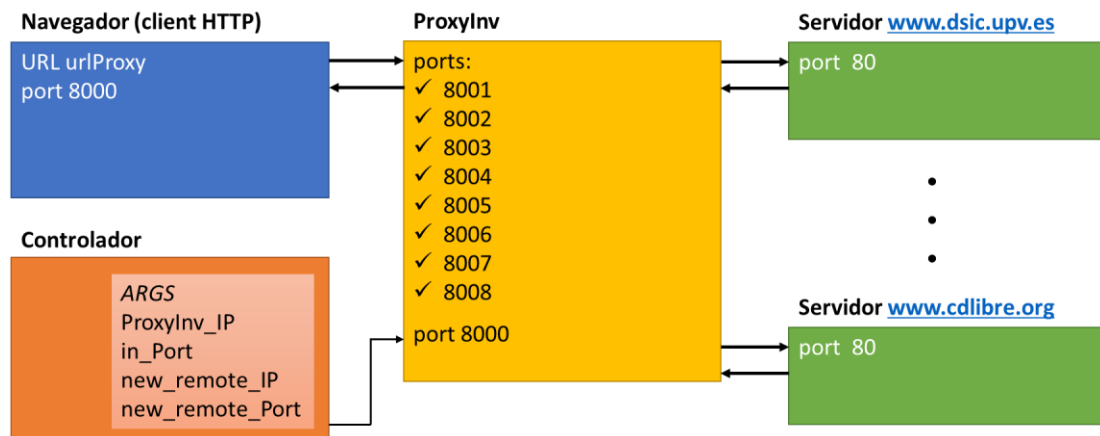 Navegador (client HTTP)
URL urlProxy
port 8000
Controlador
ARGS
ProxyInv_IP
in_Port
new_remote_IP
new_remote_Port
ProxyInv
ports:
✓ 8001
✓ 8002
✓ 8003
✓ 8004
✓ 8005
✓ 8006
✓ 8007
✓ 8008
port 8000
Servidor www.dsic.upv.es
port 80
Servidor www.cdlibre.org
port 80